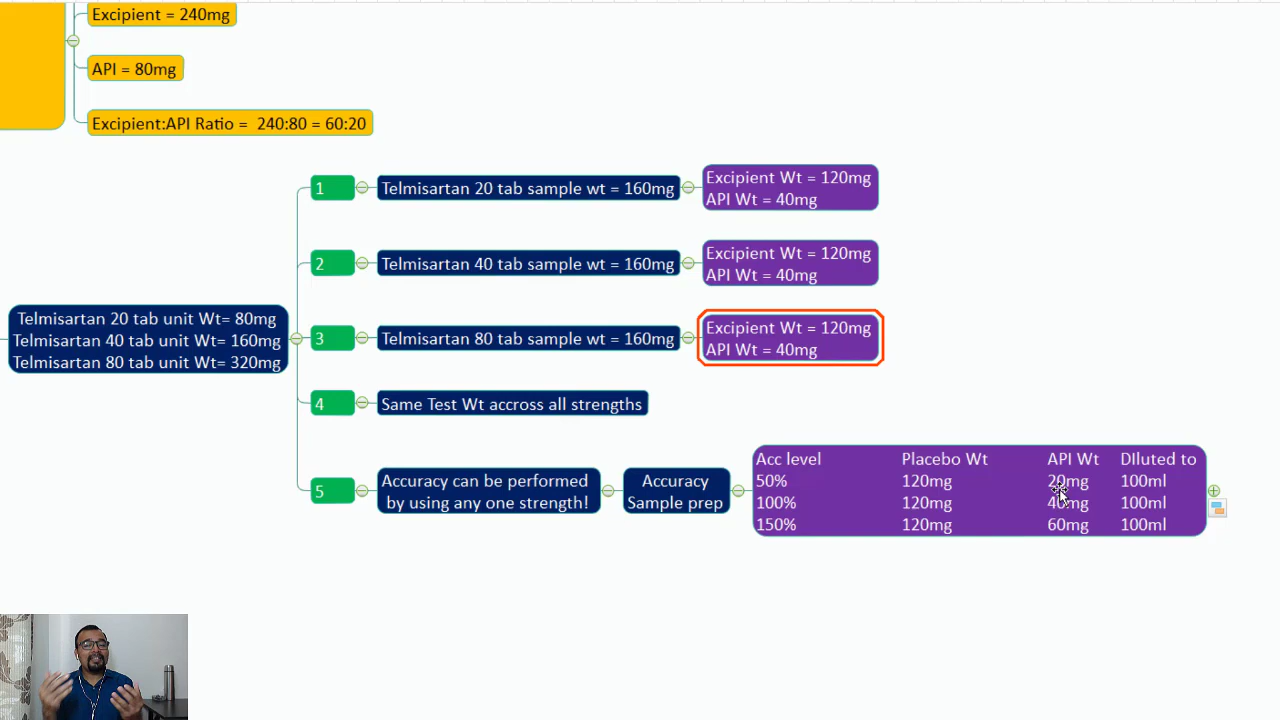 Excipient = 240mg
API = 80mg
Excipient:API Ratio = 240:80 = 60:20
1
Telmisartan 20 tab sample wt = 160mg
Excipient Wt = 120mg
API Wt = 40mg
2
Telmisartan 40 tab sample wt = 160mg
Excipient Wt = 120mg
API Wt = 40mg
Telmisartan 20 tab unit Wt= 80mg
Telmisartan 40 tab unit Wt= 160mg
Telmisartan 80 tab unit Wt= 320mg
3
Telmisartan 80 tab sample wt = 160mg
Excipient Wt = 120mg
API Wt = 40mg
4
Same Test Wt accross all strengths
5
Accuracy can be performed
by using any one strength!
Accuracy
Sample prep
Acc level Placebo Wt API Wt DIluted to
50% 120mg 20mg 100ml
100% 120mg 40mg 100ml
150% 120mg 60mg 100ml